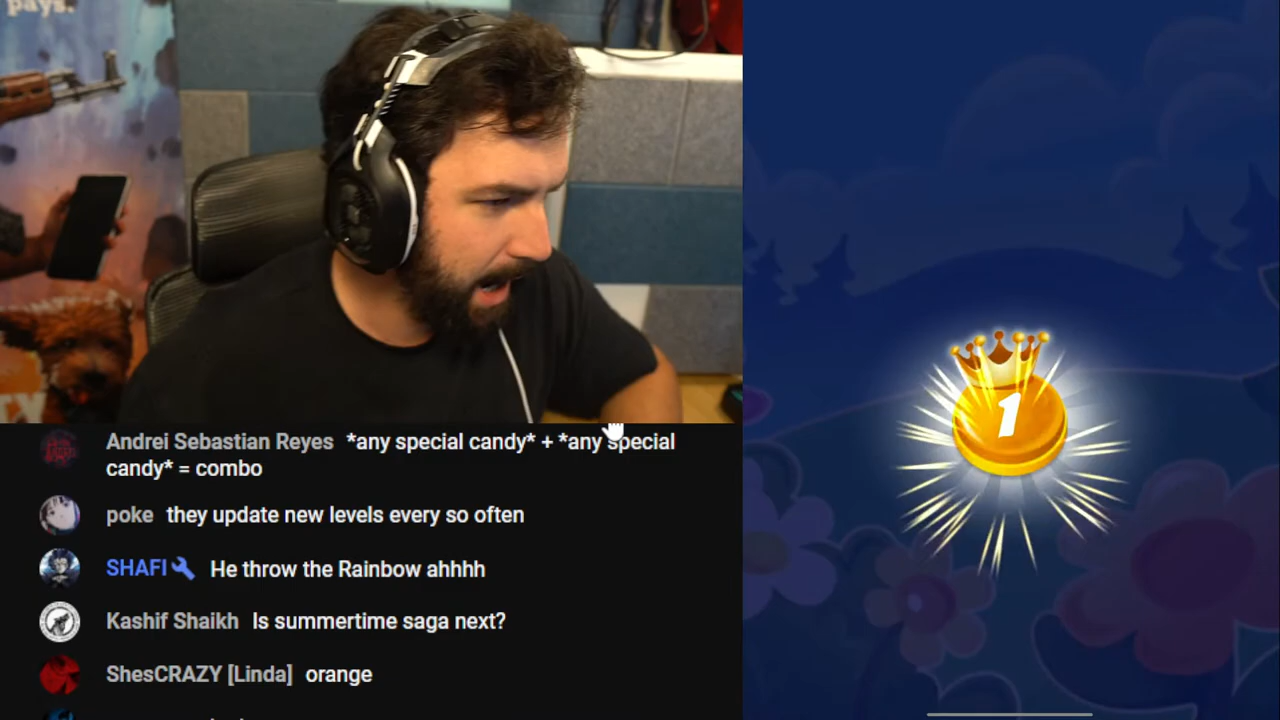 pays.
Andrei Sebastian Reyes *any special candy* + *any special
candy* = combo
poke they update new levels every so often
SHAFI He throw the Rainbow ahhhh
Kashif Shaikh Is summertime saga next?
ShesCRAZY [Linda] orange
1